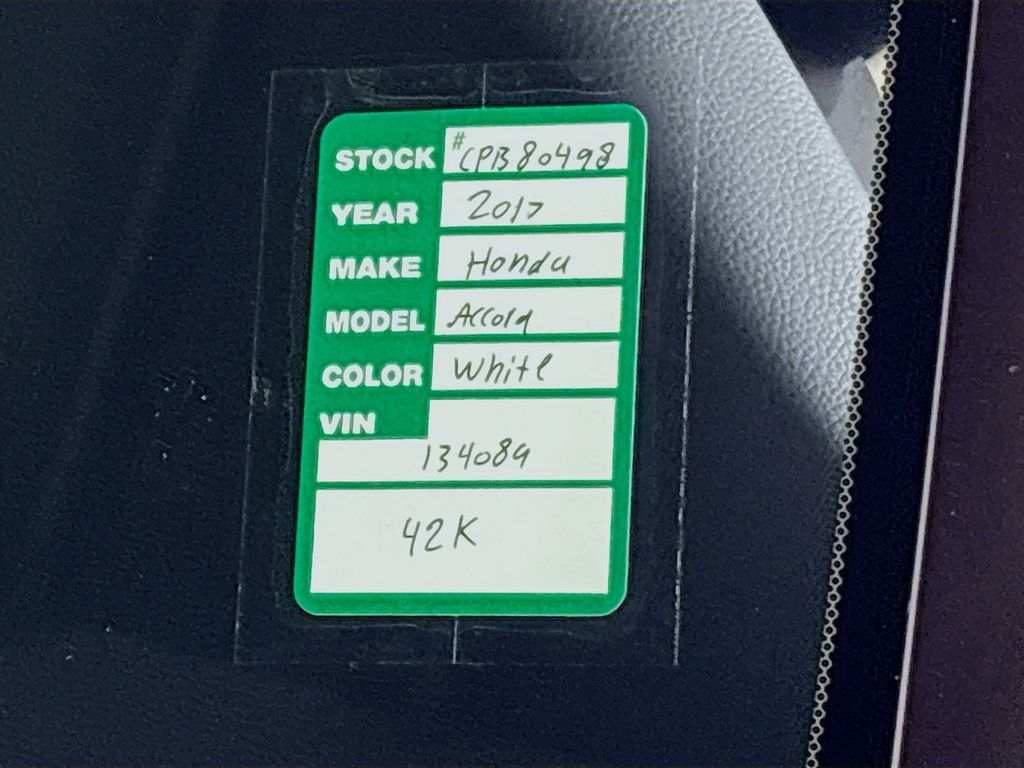 STOCK #CPB80498
YEAR 2017
MAKE Honda
MODEL Accord
COLOR White
VIN
134089
42K